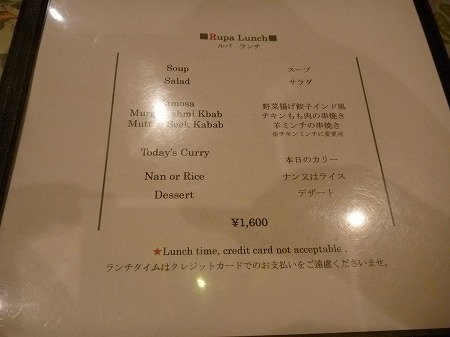 ■Rupa Lunch■
ルパ ランチ
Soup スープ
Salad サラダ
野菜揚げ餃子インド風
Kbab チキンもも肉の串焼き
Seek Kabab 羊ミンチの串焼き
※チキンミンチに変更可
Today's Curry 本日のカリー
Nan or Rice ナン又はライス
Dessert デザート
¥1,600
★Lunch time, credit card not acceptable .
ランチタイムはクレジットカードでのお支払いをご遠慮くださいませ。